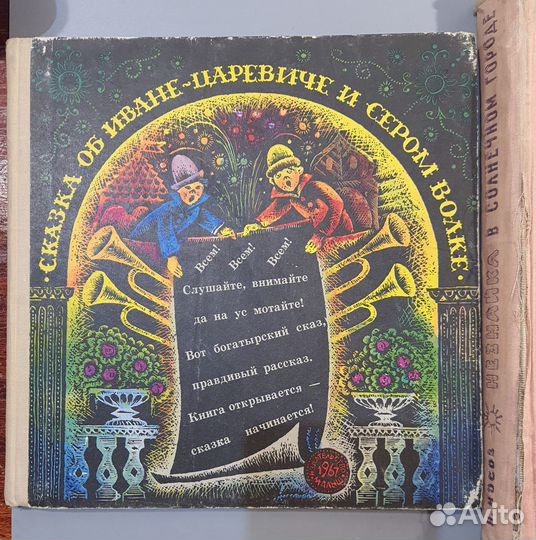 СКАЗКА ОБ ИВАНЕ-ЦАРЕВИЧЕ И СЕРОМ ВОЛКЕ.
Всем! Всем! Всем!
Слушайте, внимайте
да на ус мотайте!
Вот богатырский сказ,
правдивый рассказ.
Книга открывается —
сказка начинается!
1967
НЕЗНАЙКА В СОЛНЕЧНОМ ГОРОДЕ
Avito